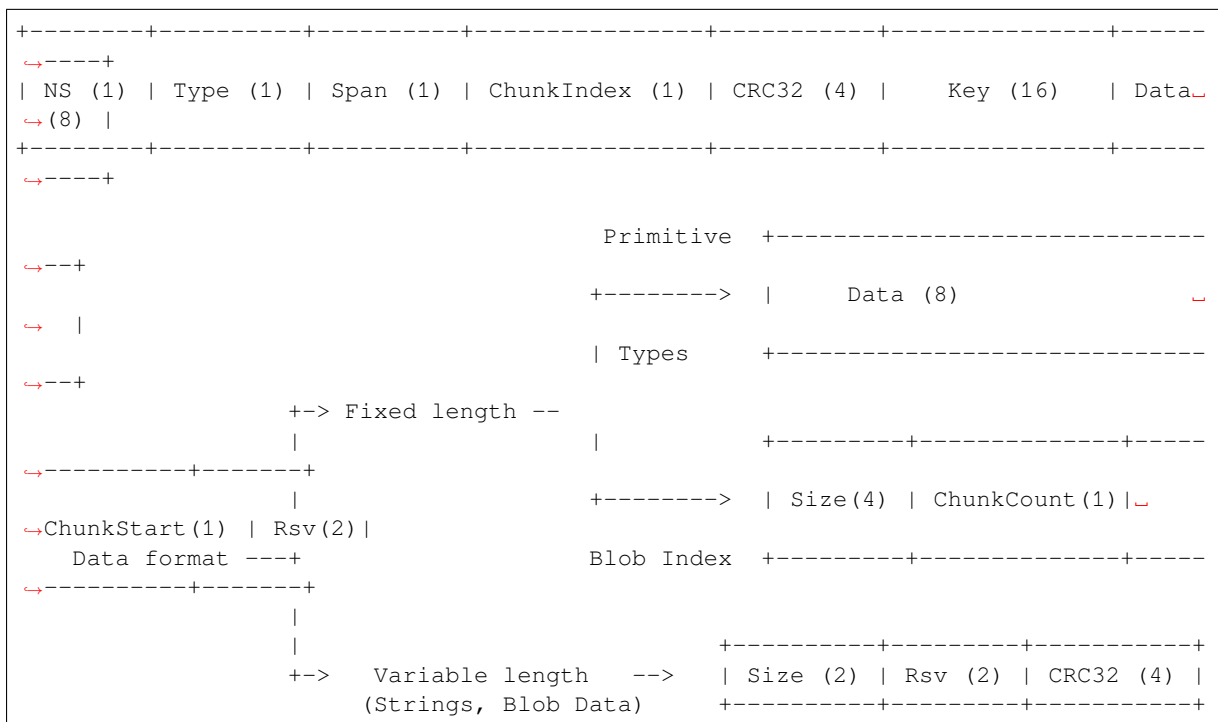 +--------+----------+----------+----------------+-----------+---------------+------
↪----+
| NS (1) | Type (1) | Span (1) | ChunkIndex (1) | CRC32 (4) |    Key (16)   | Data␣
↪(8) |
+--------+----------+----------+----------------+-----------+---------------+------
↪----+
                                         Primitive  +------------------------------
↪--+
                                        +-------->  |     Data (8)                ␣
↪  |
                                        | Types     +------------------------------
↪--+
                   +-> Fixed length --
                   |                    |           +---------+--------------+-----
↪----------+-------+
                   |                    +-------->  | Size(4) | ChunkCount(1)|␣
↪ChunkStart(1) | Rsv(2)|
    Data format ---+                    Blob Index  +---------+--------------+-----
↪----------+-------+
                   |
                   |                             +----------+---------+-----------+
                   +->   Variable length   -->   | Size (2) | Rsv (2) | CRC32 (4) |
                        (Strings, Blob Data)     +----------+---------+-----------+